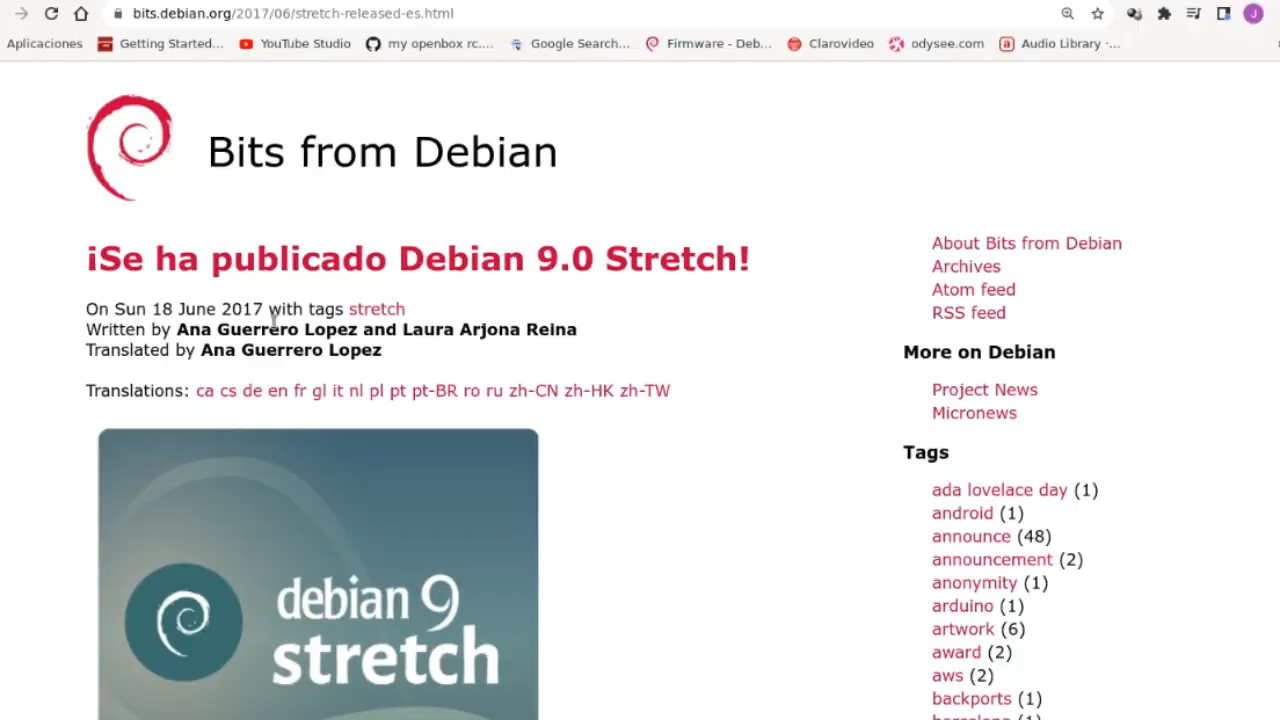 bits.debian.org/2017/06/stretch-released-es.html
J
Aplicaciones Getting Started... YouTube Studio my openbox rc.... Google Search... Firmware - Deb... Clarovideo odysee.com a Audio Library -...
Bits from Debian
¡Se ha publicado Debian 9.0 Stretch!
On Sun 18 June 2017 with tags stretch
Written by Ana Guerrero Lopez and Laura Arjona Reina
Translated by Ana Guerrero Lopez
Translations: ca cs de en fr gl it nl pl pt pt-BR ro ru zh-CN zh-HK zh-TW
debian 9
stretch
About Bits from Debian
Archives
Atom feed
RSS feed
More on Debian
Project News
Micronews
Tags
ada lovelace day (1)
android (1)
announce (48)
announcement (2)
anonymity (1)
arduino (1)
artwork (6)
award (2)
aws (2)
backports (1)